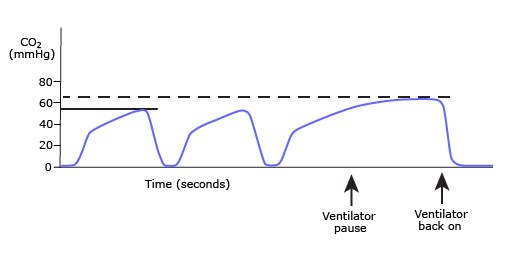 CO2
(mmHg)
80
60
40
20
0
Time (seconds)
Ventilator
pause
Ventilator
back on